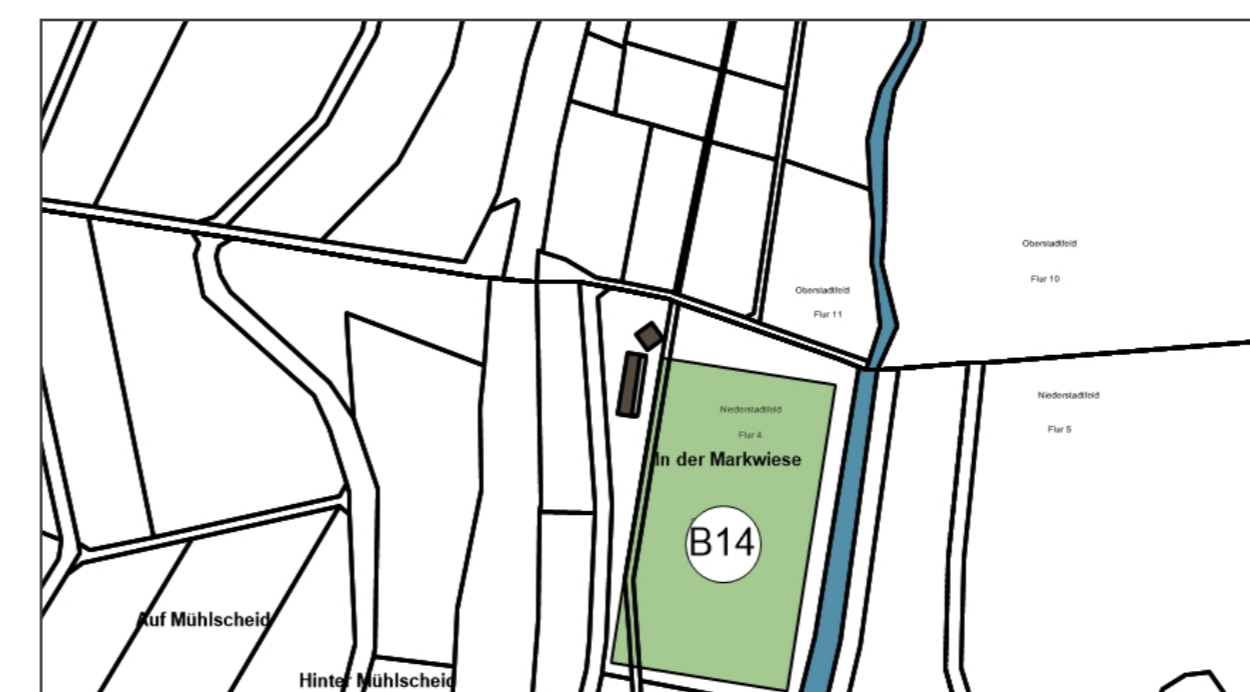 Oberstadtfeld
Flur 10
Oberstadtfeld
Flur 11
Niederstadtfeld
Flur 5
Niederstadtfeld
Flur 4
In der Markwiese
B14
Auf Mühlscheid
Hinter Mühlscheid